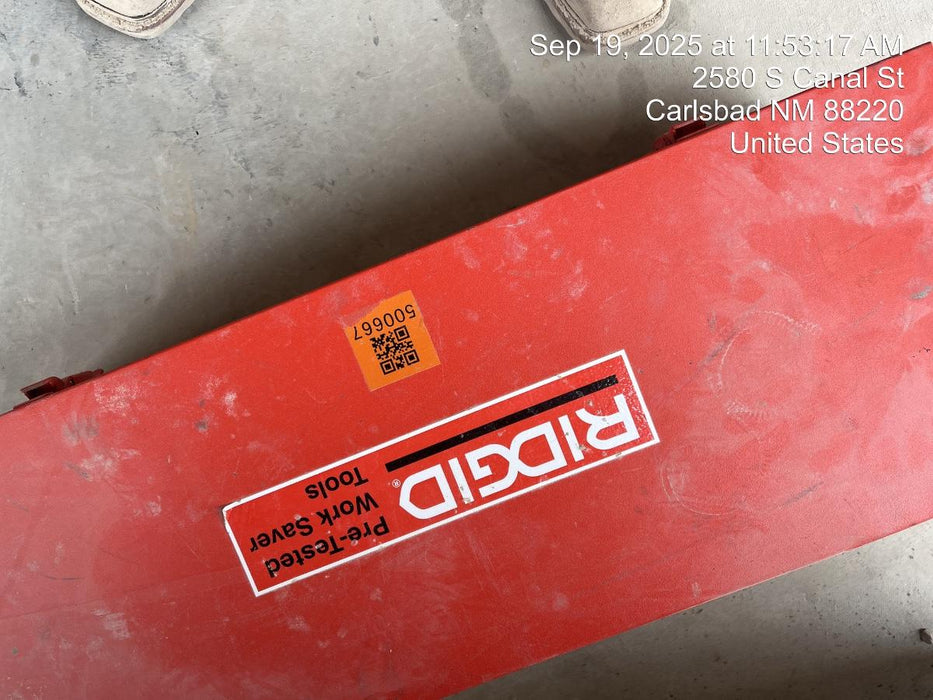 Sep 19, 2025 at 11:53:17 AM
2580 S Canal St
Carlsbad NM 88220
United States
500667
RIDGID®
Pre-Tested
Work Saver
Tools